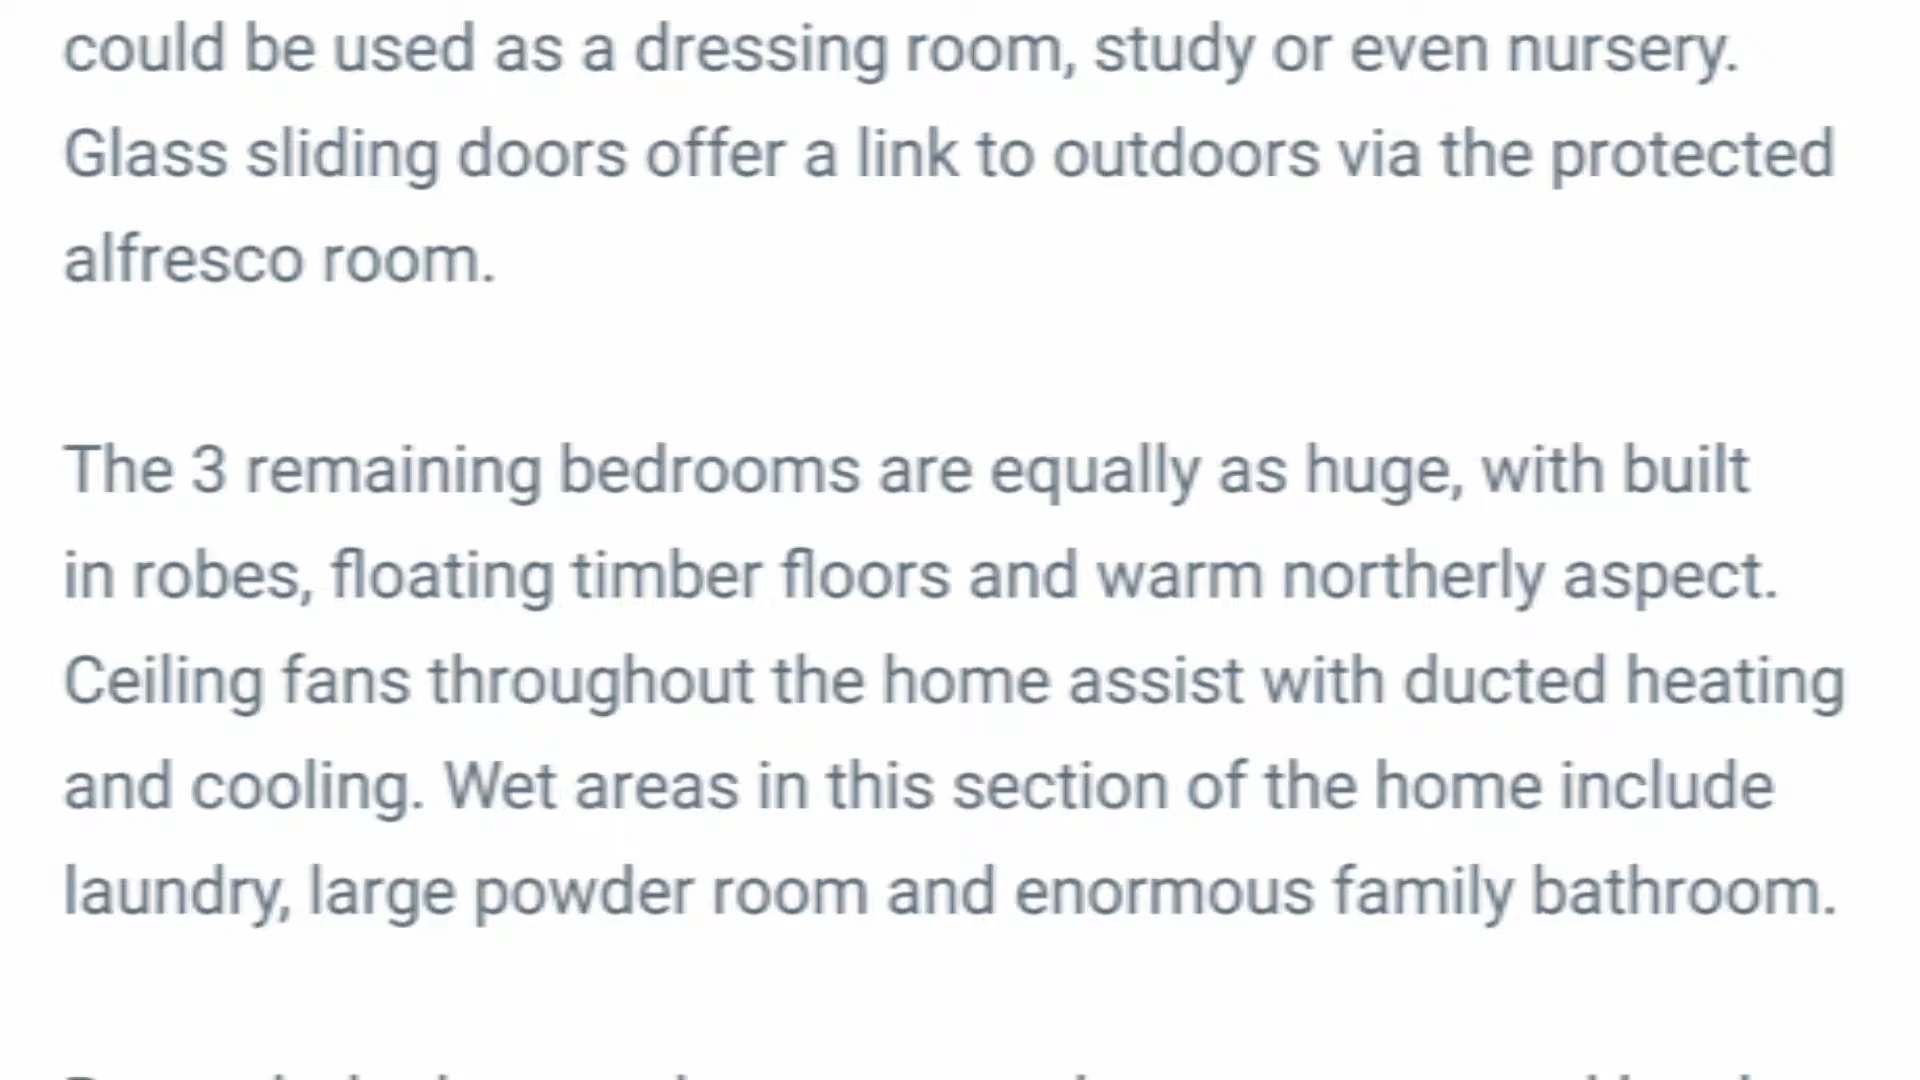 could be used as a dressing room, study or even nursery.
Glass sliding doors offer a link to outdoors via the protected
alfresco room.
The 3 remaining bedrooms are equally as huge, with built
in robes, floating timber floors and warm northerly aspect.
Ceiling fans throughout the home assist with ducted heating
and cooling. Wet areas in this section of the home include
laundry, large powder room and enormous family bathroom.